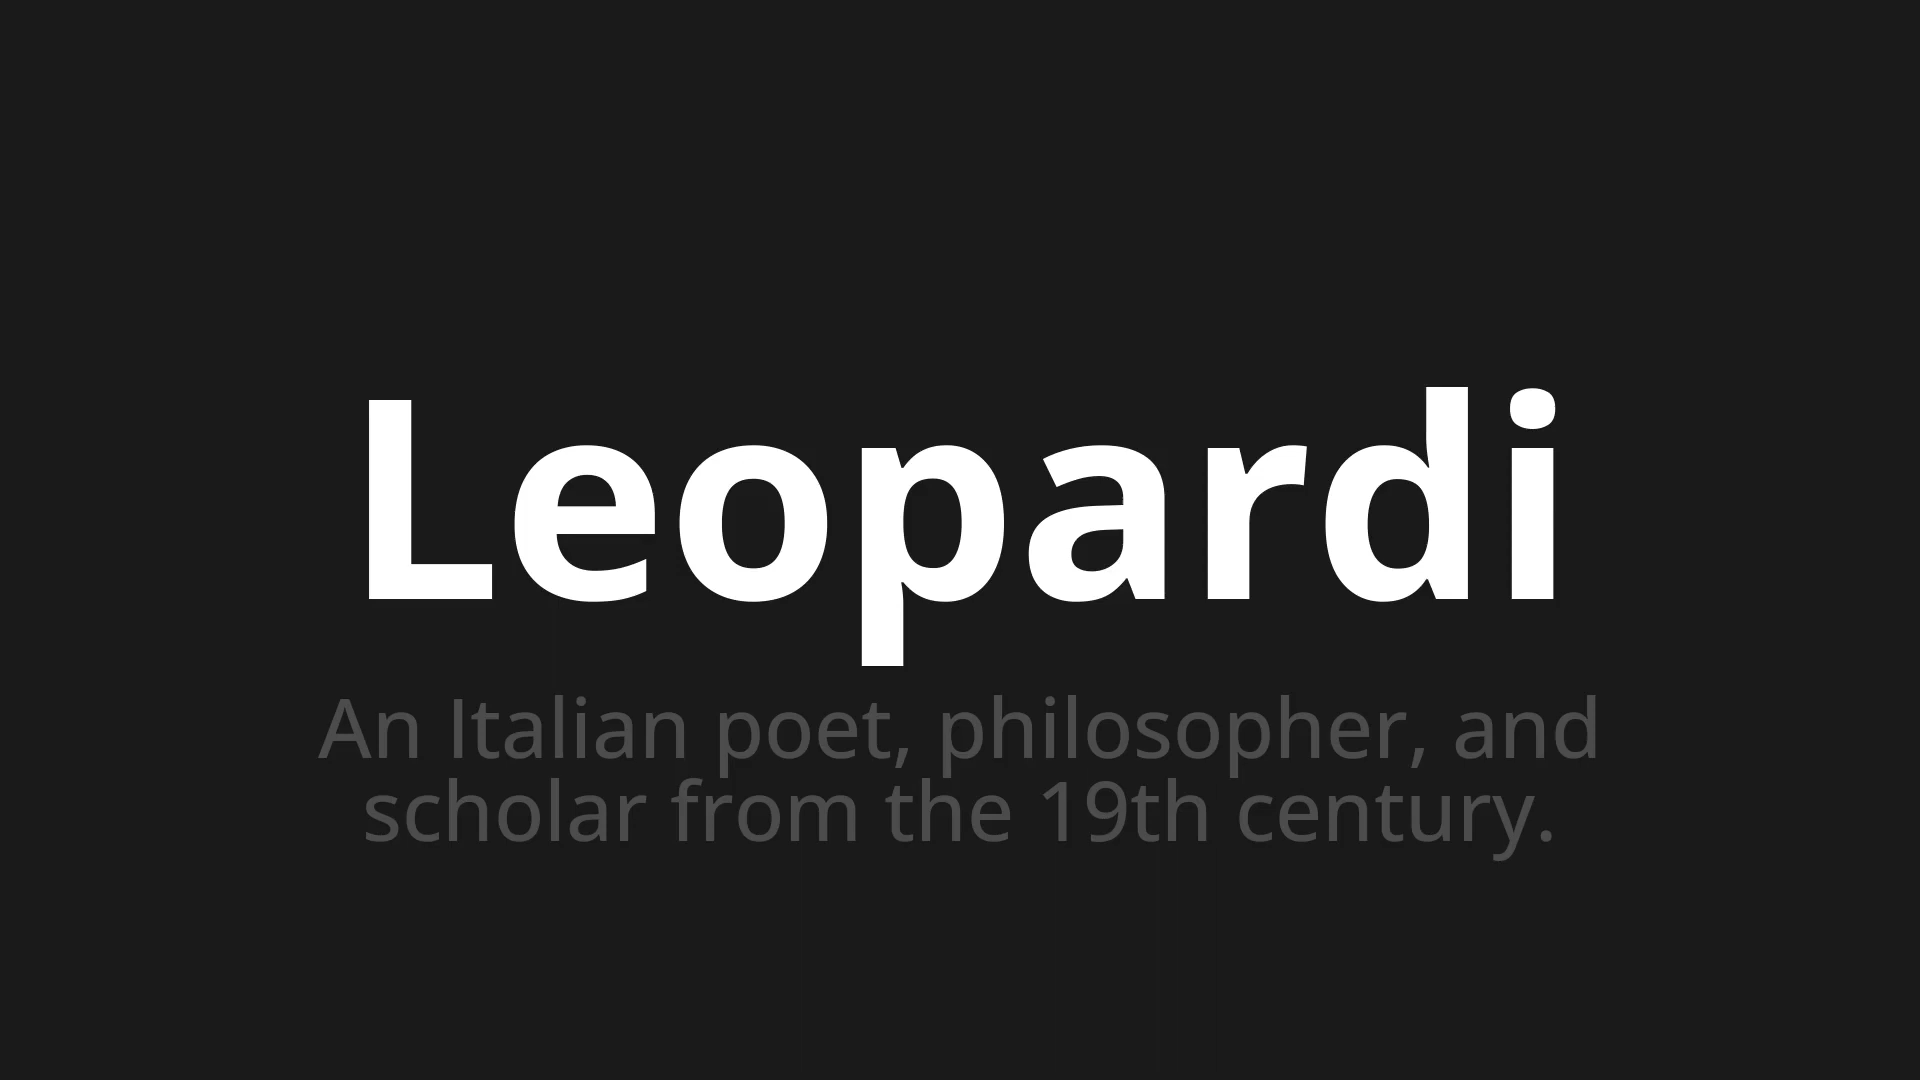 Leopardi
An Italian poet, philosopher, and
scholar from the 19th century.